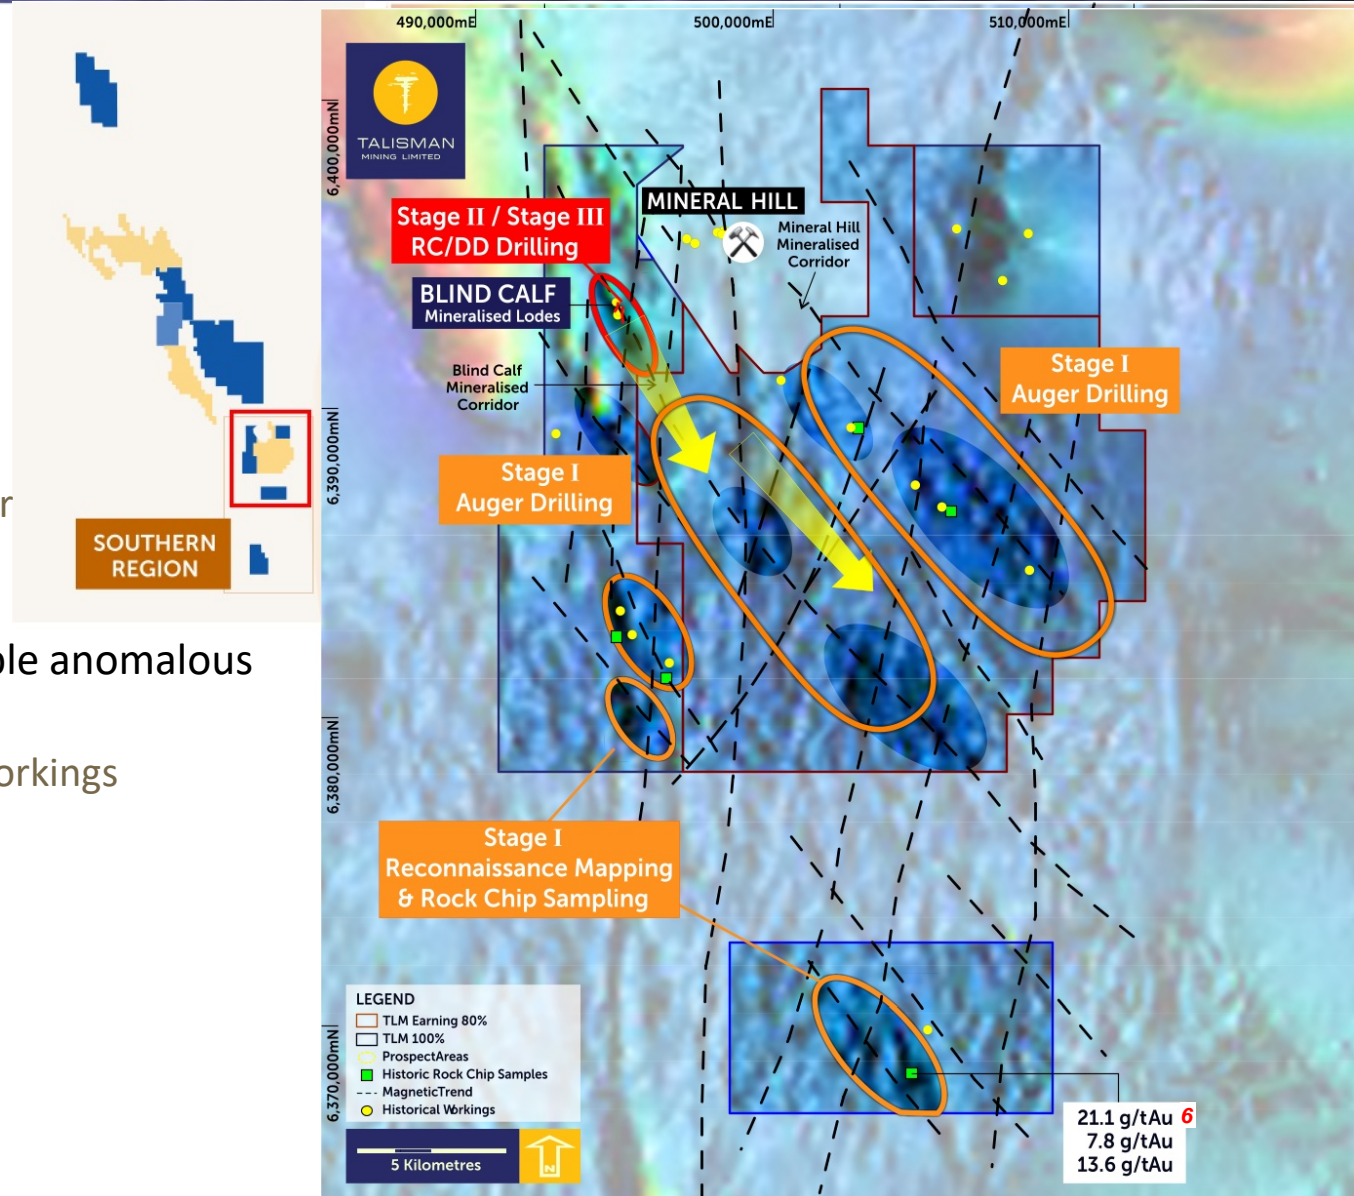 490,000mE
500,000mE
510,000mE
TALISMAN
MINING LIMITED
6,400,000mN
MINERAL HILL
Stage II / Stage III
RC/DD Drilling
Mineral Hill
Mineralised
Corridor
BLIND CALF
Mineralised Lodes
Blind Calf
Mineralised
Corridor
Stage I
Auger Drilling
6,390,000mN
Stage I
Auger Drilling
r
SOUTHERN
REGION
ole anomalous
orkings
6,380,000mN
Stage I
Reconnaissance Mapping
& Rock Chip Sampling
LEGEND
TLM Earning 80%
TLM 100%
ProspectAreas
Historic Rock Chip Samples
MagneticTrend
Historical Workings
6,370,000mN
5 Kilometres
N
21.1 g/tAu 6
7.8 g/tAu
13.6 g/tAu